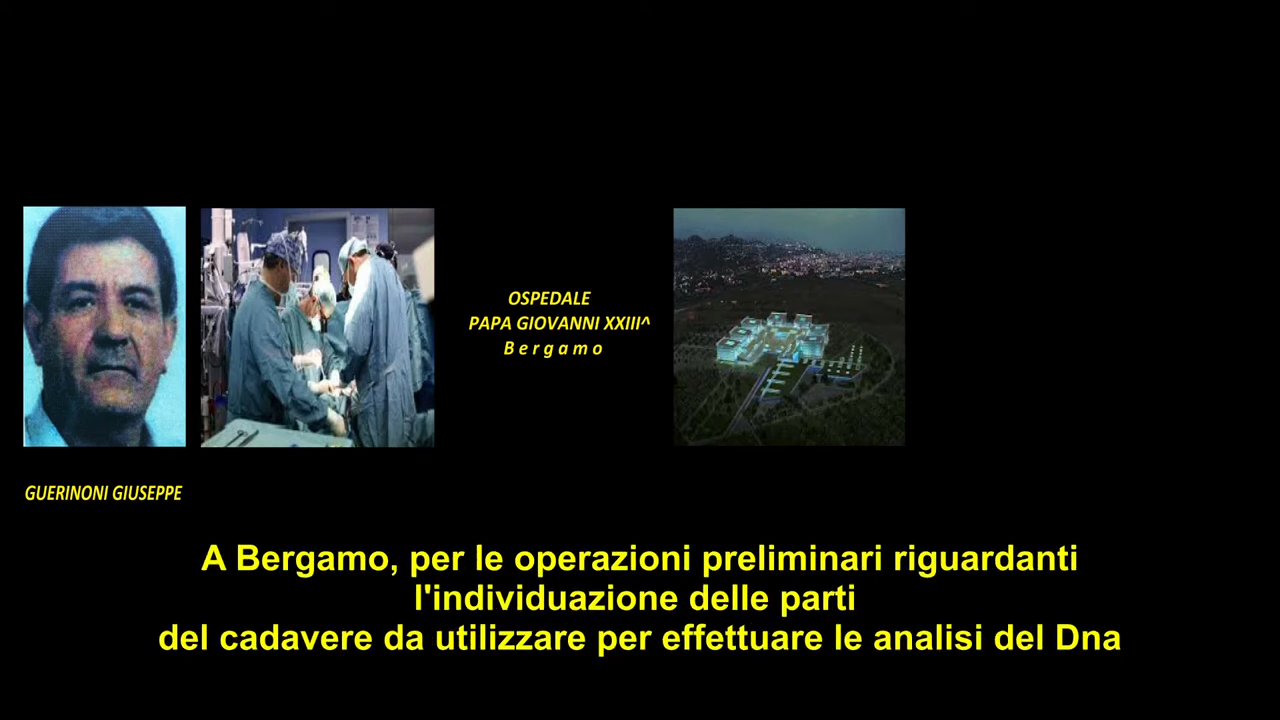 OSPEDALE
PAPA GIOVANNI XXIII^
B e r g a m o
GUERINONI GIUSEPPE
A Bergamo, per le operazioni preliminari riguardanti
l'individuazione delle parti
del cadavere da utilizzare per effettuare le analisi del Dna